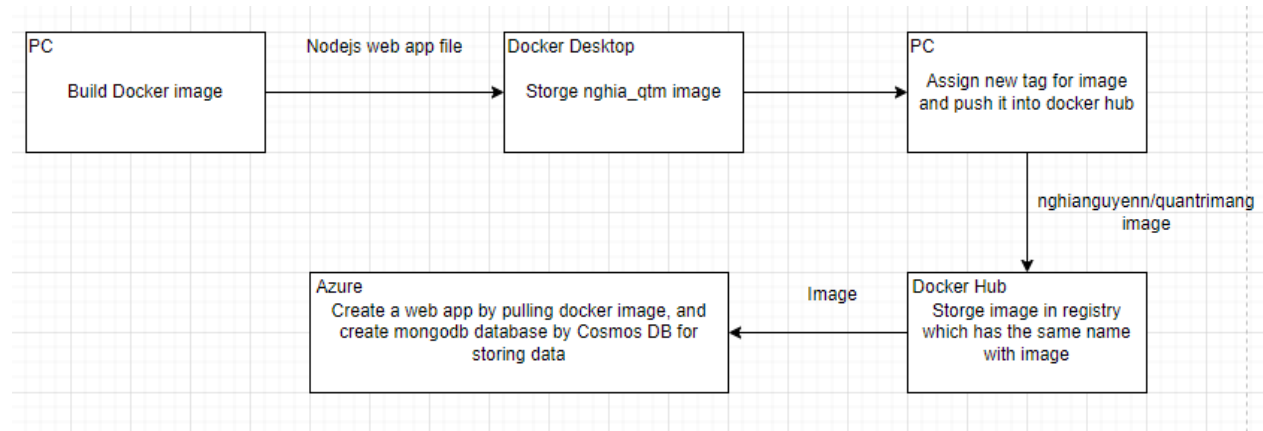 PC
Build Docker image
Nodejs web app file
Docker Desktop
Storge nghia_qtm image
PC
Assign new tag for image
and push it into docker hub
nghianguyenn/quantrimang
image
Docker Hub
Storge image in registry
which has the same name
with image
Image
Azure
Create a web app by pulling docker image, and
create mongodb database by Cosmos DB for
storing data